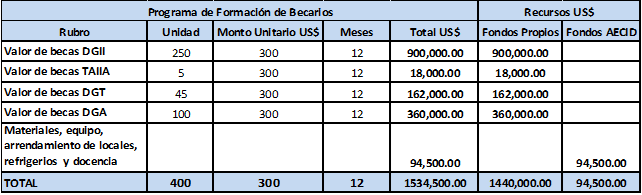 Programa de Formación de Becarios Recursos US$
Rubro Unidad Monto Unitario US$ Meses Total US$ Fondos Propios Fondos AECID
Valor de becas DGII 250 300 12 900,000.00 900,000.00
Valor de becas TAIIA 5 300 12 18,000.00 18,000.00
Valor de becas DGT 45 300 12 162,000.00 162,000.00
Valor de becas DGA 100 300 12 360,000.00 360,000.00
Materiales, equipo,
arrendamiento de locales,
refrigerios y docencia 94,500.00 94,500.00
TOTAL 400 300 12 1534,500.00 1440,000.00 94,500.00